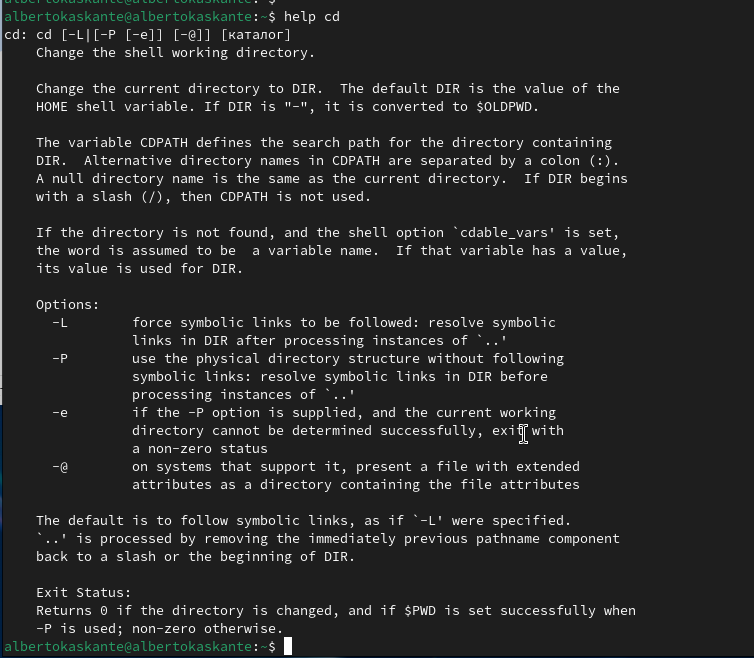 albertokaskante@albertokaskante:~$ help cd
cd: cd [-L|[-P [-e]] [-@]] [каталог]
Change the shell working directory.
Change the current directory to DIR.  The default DIR is the value of the
HOME shell variable. If DIR is "-", it is converted to $OLDPWD.
The variable CDPATH defines the search path for the directory containing
DIR.  Alternative directory names in CDPATH are separated by a colon (:).
A null directory name is the same as the current directory.  If DIR begins
with a slash (/), then CDPATH is not used.
If the directory is not found, and the shell option `cdable_vars' is set,
the word is assumed to be  a variable name.  If that variable has a value,
its value is used for DIR.
Options:
-L        force symbolic links to be followed: resolve symbolic
links in DIR after processing instances of `..'
-P        use the physical directory structure without following
symbolic links: resolve symbolic links in DIR before
processing instances of `..'
-e        if the -P option is supplied, and the current working
directory cannot be determined successfully, exit with
a non-zero status
-@        on systems that support it, present a file with extended
attributes as a directory containing the file attributes
The default is to follow symbolic links, as if `-L' were specified.
`..' is processed by removing the immediately previous pathname component
back to a slash or the beginning of DIR.
Exit Status:
Returns 0 if the directory is changed, and if $PWD is set successfully when
-P is used; non-zero otherwise.
albertokaskante@albertokaskante:~$